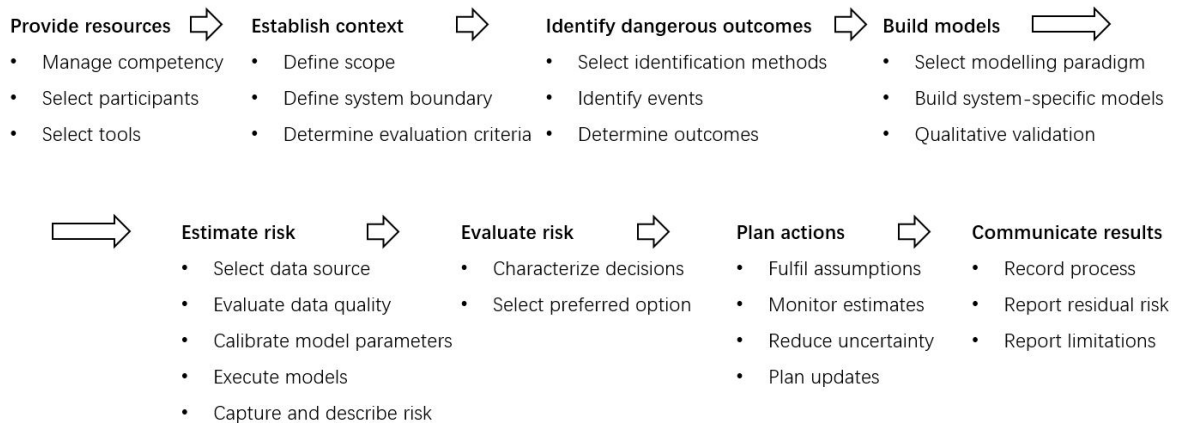 Provide resources
• Manage competency
• Select participants
• Select tools
Establish context
• Define scope
• Define system boundary
• Determine evaluation criteria
Identify dangerous outcomes
• Select identification methods
• Identify events
• Determine outcomes
Build models
• Select modelling paradigm
• Build system-specific models
• Qualitative validation
Estimate risk
• Select data source
• Evaluate data quality
• Calibrate model parameters
• Execute models
• Capture and describe risk
Evaluate risk
• Characterize decisions
• Select preferred option
Plan actions
• Fulfil assumptions
• Monitor estimates
• Reduce uncertainty
• Plan updates
Communicate results
• Record process
• Report residual risk
• Report limitations